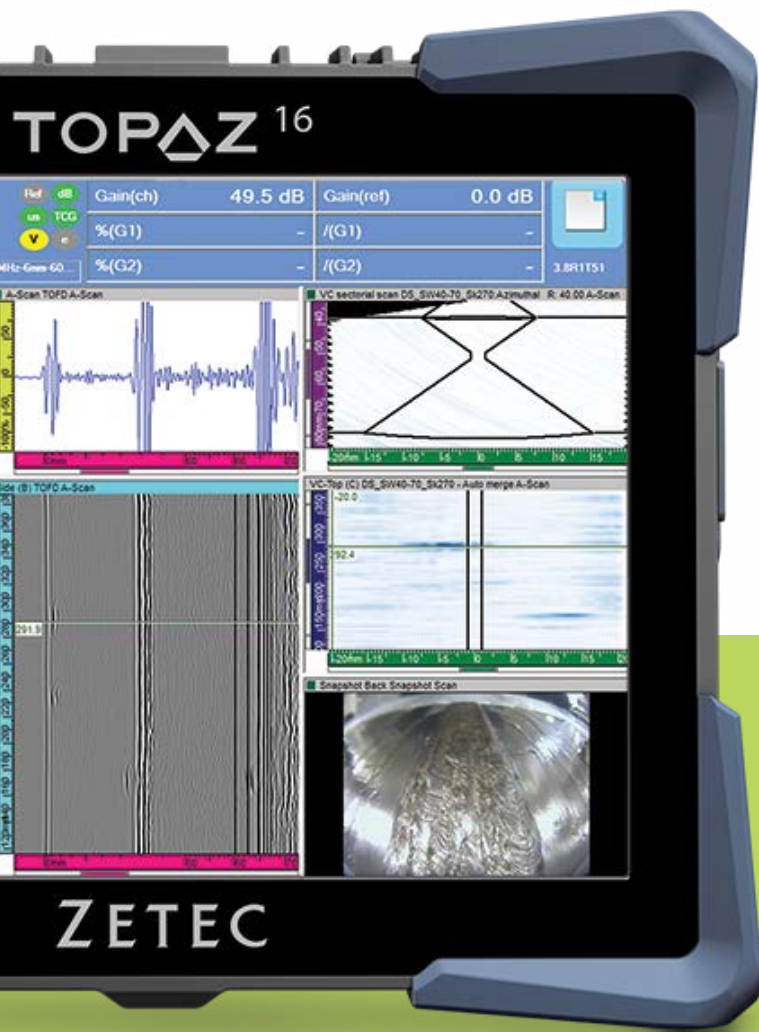 TOPAZ 16
Ref dB
us TCG
V e
Gain(ch) 49.5 dB Gain(ref) 0.0 dB
%(G1) - /(G1) -
%(G2) - /(G2) -
3.8R1T51
A-Scan TOFD A-Scan
VC sectorial scan DS_SW40-70_Sk270 Azimuthal R: 40.00 A-Scan
Side (B) TOFD A-Scan
291.9
VC-Top (C) DS_SW40-70_Sk270 - Auto merge A-Scan
-20.0
292.4
Snapshot Back Snapshot Scan
ZETEC